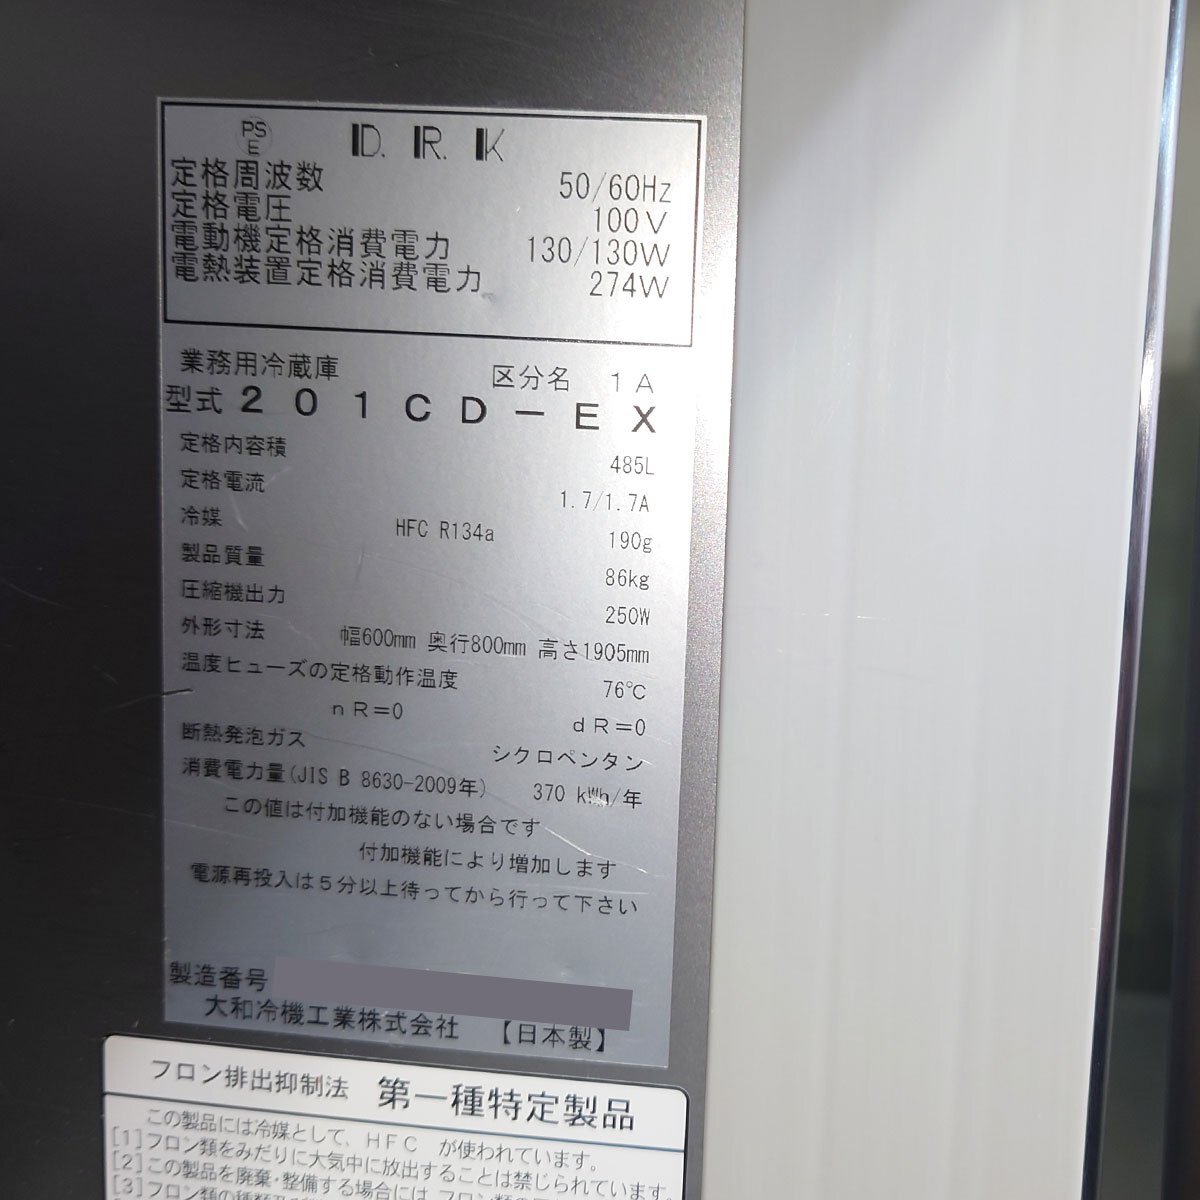 PS
E
D.R.K
定格周波数 50/60Hz
定格電圧 100V
電動機定格消費電力 130/130W
電熱装置定格消費電力 274W
業務用冷蔵庫 区分名 1A
型式 201CD-EX
定格内容積 485L
定格電流 1.7/1.7A
冷媒 HFC R134a 190g
製品質量 86kg
圧縮機出力 250W
外形寸法 幅600mm 奥行800mm 高さ1905mm
温度ヒューズの定格動作温度 76℃
nR=0 dR=0
断熱発泡ガス シクロペンタン
消費電力量(JIS B 8630-2009年) 370 kWh/年
この値は付加機能のない場合です
付加機能により増加します
電源再投入は5分以上待ってから行って下さい
製造番号
大和冷機工業株式会社 【日本製】
フロン排出抑制法 第一種特定製品
この製品には冷媒として、HFC が使われています。
[1]フロン類をみだりに大気中に放出することは禁じられています。
[2]この製品を廃棄・整備する場合には、フロン類の
[3]フロン類の種類